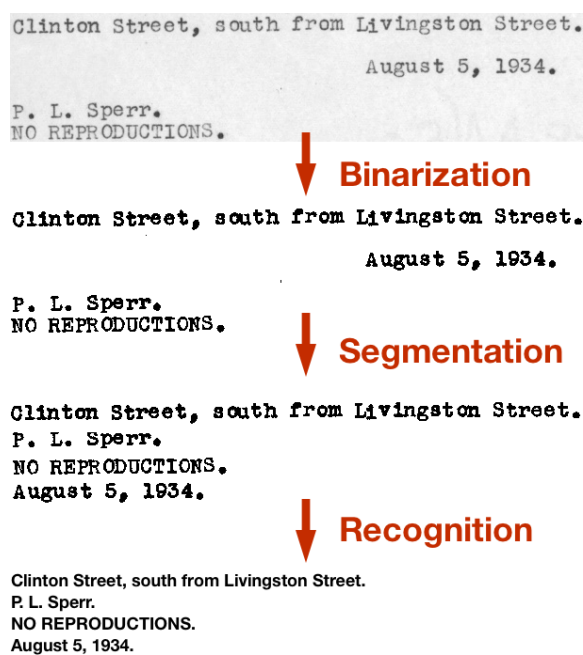 Clinton Street, south from Livingston Street.
August 5, 1934.
P. L. Sperr.
NO REPRODUCTIONS.
Binarization
Clinton Street, south from Livingston Street.
August 5, 1934.
P. L. Sperr.
NO REPRODUCTIONS.
Segmentation
Clinton Street, south from Livingston Street.
P. L. Sperr.
NO REPRODUCTIONS.
August 5, 1934.
Recognition
Clinton Street, south from Livingston Street.
P. L. Sperr.
NO REPRODUCTIONS.
August 5, 1934.